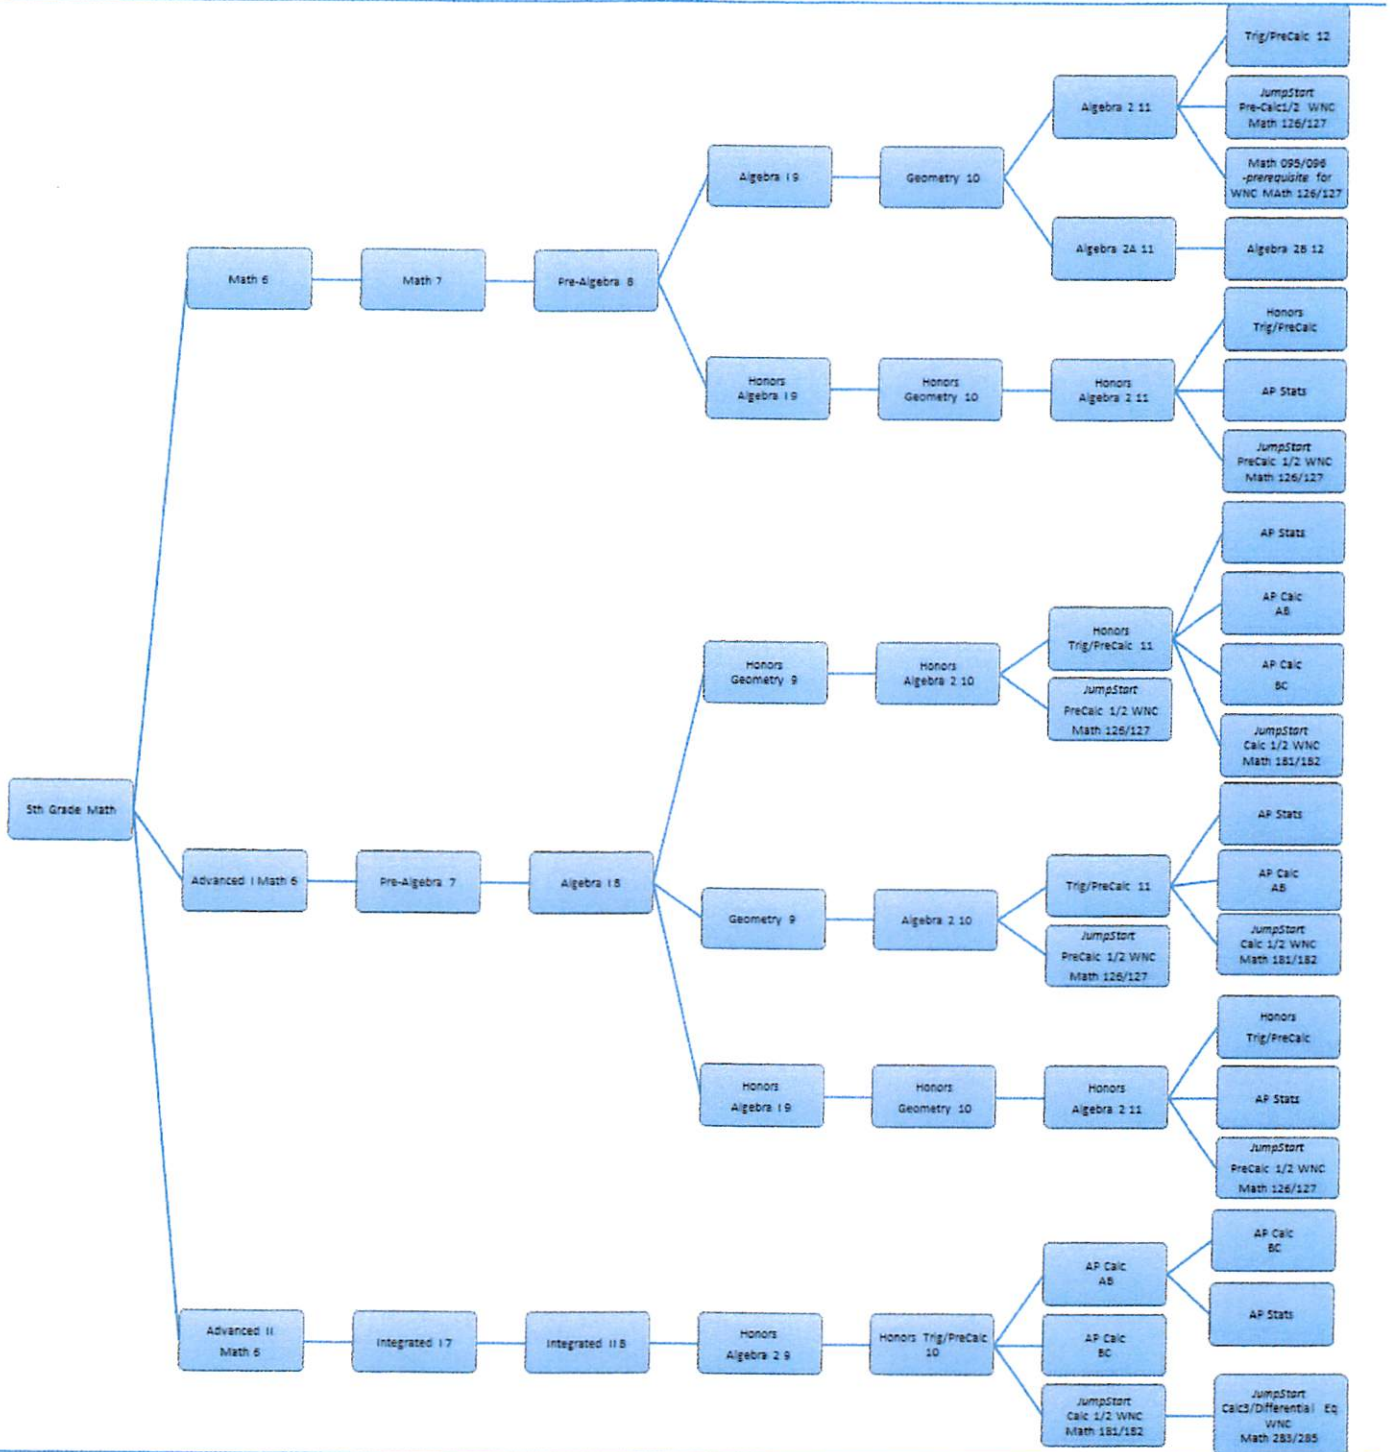 5th Grade Math
Math 6
Math 7
Pre-Algebra 8
Algebra I 9
Geometry 10
Algebra 2 11
Trig/PreCalc 12
JumpStart
Pre-Calc1/2 WNC
Math 126/127
Math 095/096
-prerequisite for
WNC MAth 126/127
Algebra 2A 11
Algebra 2B 12
Honors
Algebra I 9
Honors
Geometry 10
Honors
Algebra 2 11
Honors
Trig/PreCalc
AP Stats
JumpStart
PreCalc 1/2 WNC
Math 126/127
Advanced I Math 6
Pre-Algebra 7
Algebra I 8
Honors
Geometry 9
Honors
Algebra 2 10
Honors
Trig/PreCalc 11
AP Stats
AP Calc
AB
AP Calc
BC
JumpStart
Calc 1/2 WNC
Math 181/182
JumpStart
PreCalc 1/2 WNC
Math 126/127
Geometry 9
Algebra 2 10
Trig/PreCalc 11
AP Stats
AP Calc
AB
JumpStart
Calc 1/2 WNC
Math 181/182
JumpStart
PreCalc 1/2 WNC
Math 126/127
Honors
Algebra I 9
Honors
Geometry 10
Honors
Algebra 2 11
Honors
Trig/PreCalc
AP Stats
JumpStart
PreCalc 1/2 WNC
Math 126/127
Advanced II
Math 6
Integrated I 7
Integrated II 8
Honors
Algebra 2 9
Honors Trig/PreCalc
10
AP Calc
AB
AP Calc
BC
AP Stats
AP Calc
BC
JumpStart
Calc 1/2 WNC
Math 181/182
JumpStart
Calc3/Differential Eq
WNC
Math 283/285